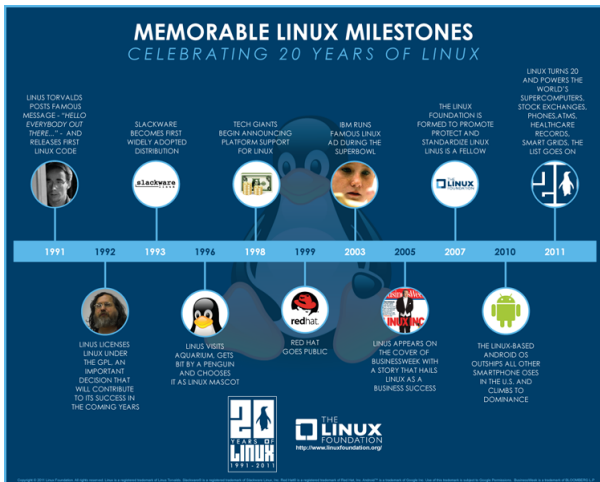 MEMORABLE LINUX MILESTONES
CELEBRATING 20 YEARS OF LINUX
LINUS TORVALDS
POSTS FAMOUS
MESSAGE - "HELLO
EVERYBODY OUT
THERE..." - AND
RELEASES FIRST
LINUX CODE
SLACKWARE
BECOMES FIRST
WIDELY ADOPTED
DISTRIBUTION
slackware
linux
TECH GIANTS
BEGIN ANNOUNCING
PLATFORM SUPPORT
FOR LINUX
IBM RUNS
FAMOUS LINUX
AD DURING THE
SUPERBOWL
THE LINUX
FOUNDATION IS
FORMED TO PROMOTE
PROTECT AND
STANDARDIZE LINUX
LINUS IS A FELLOW
THE
LINUX
FOUNDATION
LINUX TURNS 20
AND POWERS THE
WORLD'S
SUPERCOMPUTERS,
STOCK EXCHANGES,
PHONES,ATMS,
HEALTHCARE
RECORDS,
SMART GRIDS, THE
LIST GOES ON
1991 1992 1993 1996 1998 1999 2003 2005 2007 2010 2011
LINUS LICENSES
LINUX UNDER
THE GPL, AN
IMPORTANT
DECISION THAT
WILL CONTRIBUTE
TO ITS SUCCESS IN
THE COMING YEARS
LINUS VISITS
AQUARIUM, GETS
BIT BY A PENGUIN
AND CHOOSES
IT AS LINUX MASCOT
redhat.
RED HAT
GOES PUBLIC
LINUX INC
LINUS APPEARS ON
THE COVER OF
BUSINESSWEEK WITH
A STORY THAT HAILS
LINUX AS A
BUSINESS SUCCESS
THE LINUX-BASED
ANDROID OS
OUTSHIPS ALL OTHER
SMARTPHONE OSES
IN THE U.S. AND
CLIMBS TO
DOMINANCE
20
YEARS OF
LINUX
1991-2011
THE
LINUX
FOUNDATION
http://www.linuxfoundation.org/